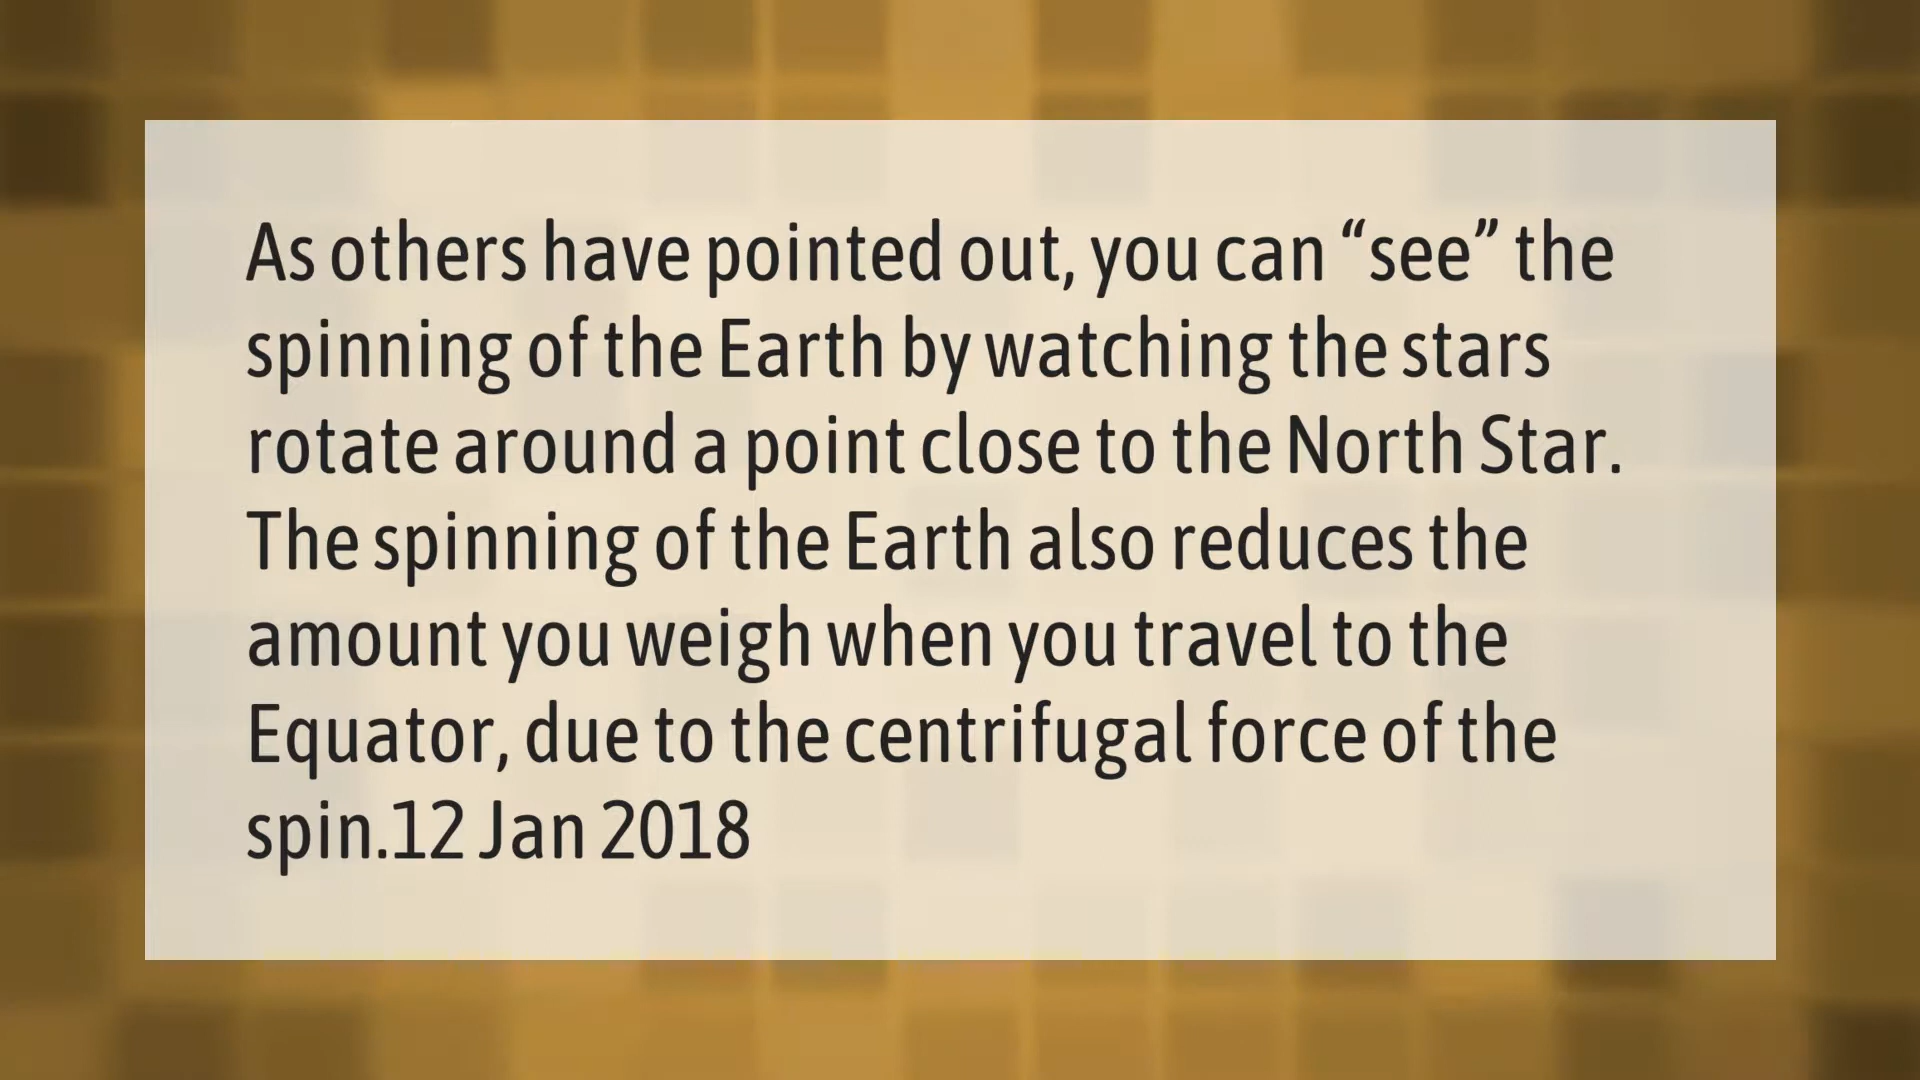 As others have pointed out, you can “see” the
spinning of the Earth by watching the stars
rotate around a point close to the North Star.
The spinning of the Earth also reduces the
amount you weigh when you travel to the
Equator, due to the centrifugal force of the
spin.12 Jan 2018